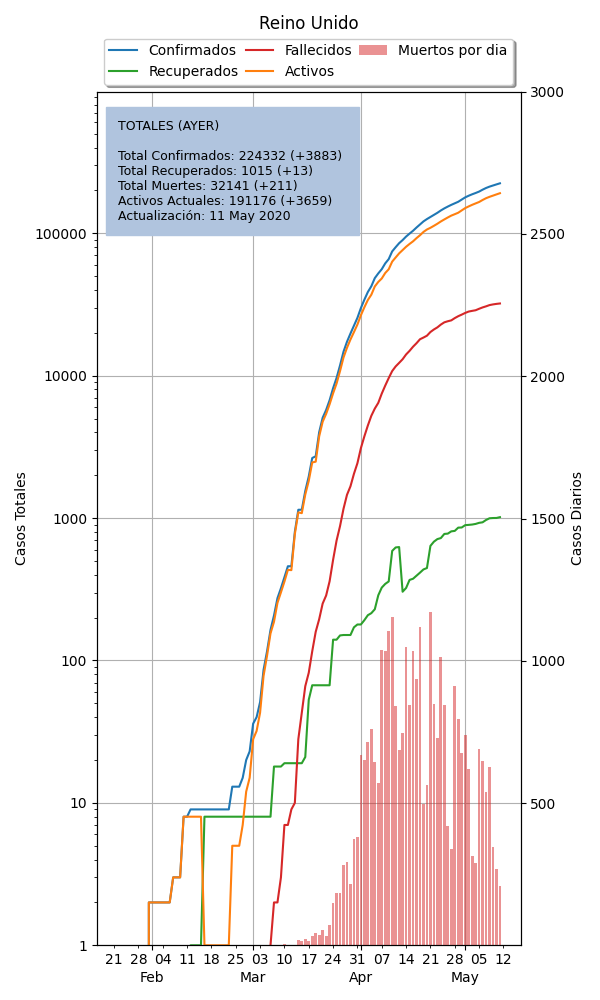 Reino Unido
Confirmados
Fallecidos
Muertos por dia
Recuperados
Activos
3000
TOTALES (AYER)
Total Confirmados: 224332 (+3883)
Total Recuperados: 1015 (+13)
Total Muertes: 32141 (+211)
Activos Actuales: 191176 (+3659)
Actualización: 11 May 2020
100000
2500
10000
2000
Casos Totales
Casos Diarios
1000
1500
100
1000
10
500
1
21 28 04 11 18 25 03 10 17 24 31 07 14 21 28 05 12
Feb Mar Apr May